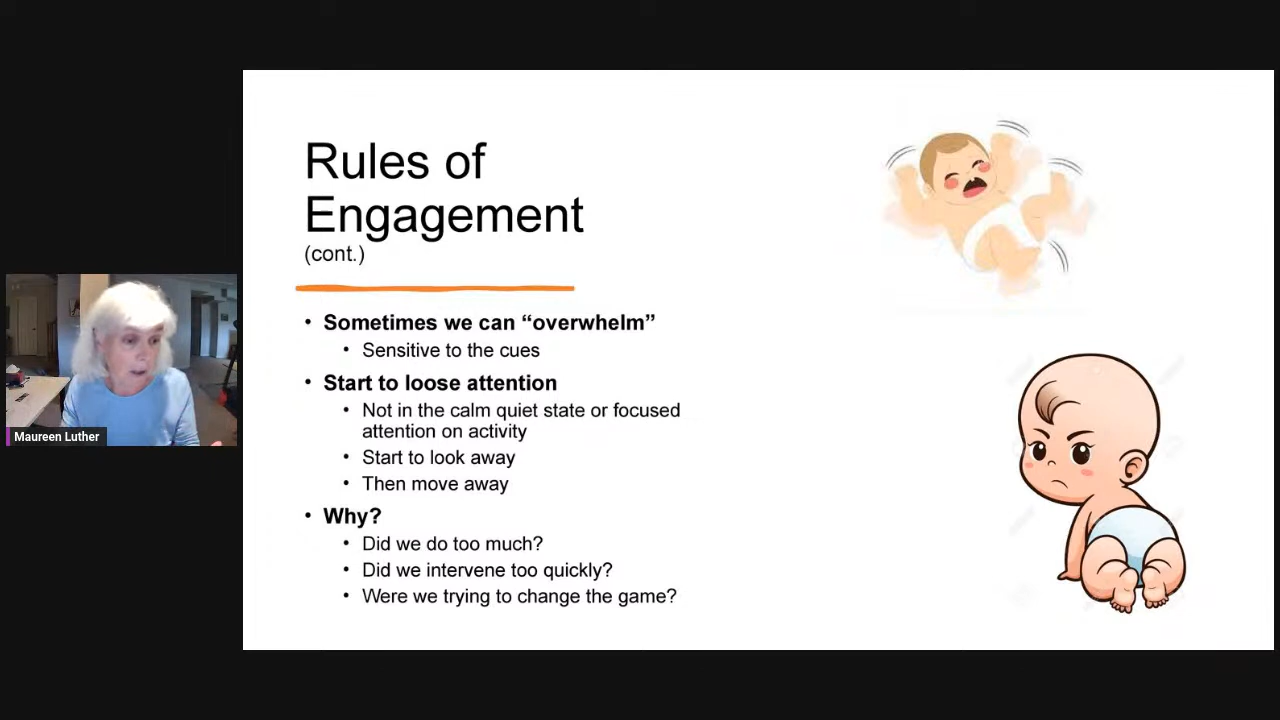 Rules of
Engagement
(cont.)
• Sometimes we can “overwhelm”
• Sensitive to the cues
• Start to loose attention
• Not in the calm quiet state or focused
attention on activity
• Start to look away
• Then move away
• Why?
• Did we do too much?
• Did we intervene too quickly?
• Were we trying to change the game?
Maureen Luther